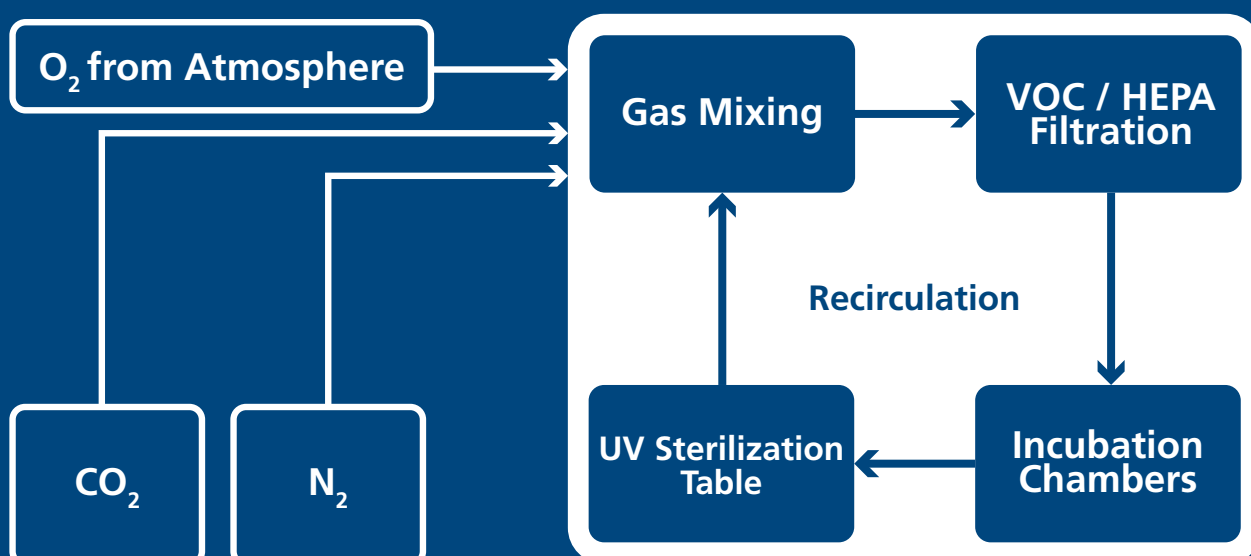 O₂ from Atmosphere
Gas Mixing
VOC / HEPA
Filtration
Recirculation
UV Sterilization
Table
Incubation
Chambers
CO₂
N₂